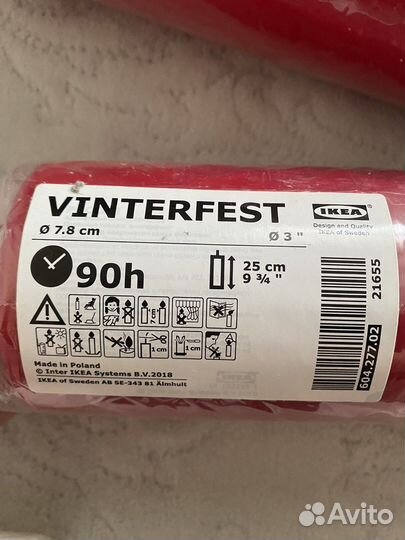 VINTERFEST
IKEA
Design and Quality
IKEA of Sweden
Ø 7.8 cm
Ø 3 "
90h
25 cm
9 ¾ "
1 cm
1 cm
21655
604.277.02
Made in Poland
© Inter IKEA Systems B.V.2018
IKEA of Sweden AB SE-343 81 Älmhult
Avito